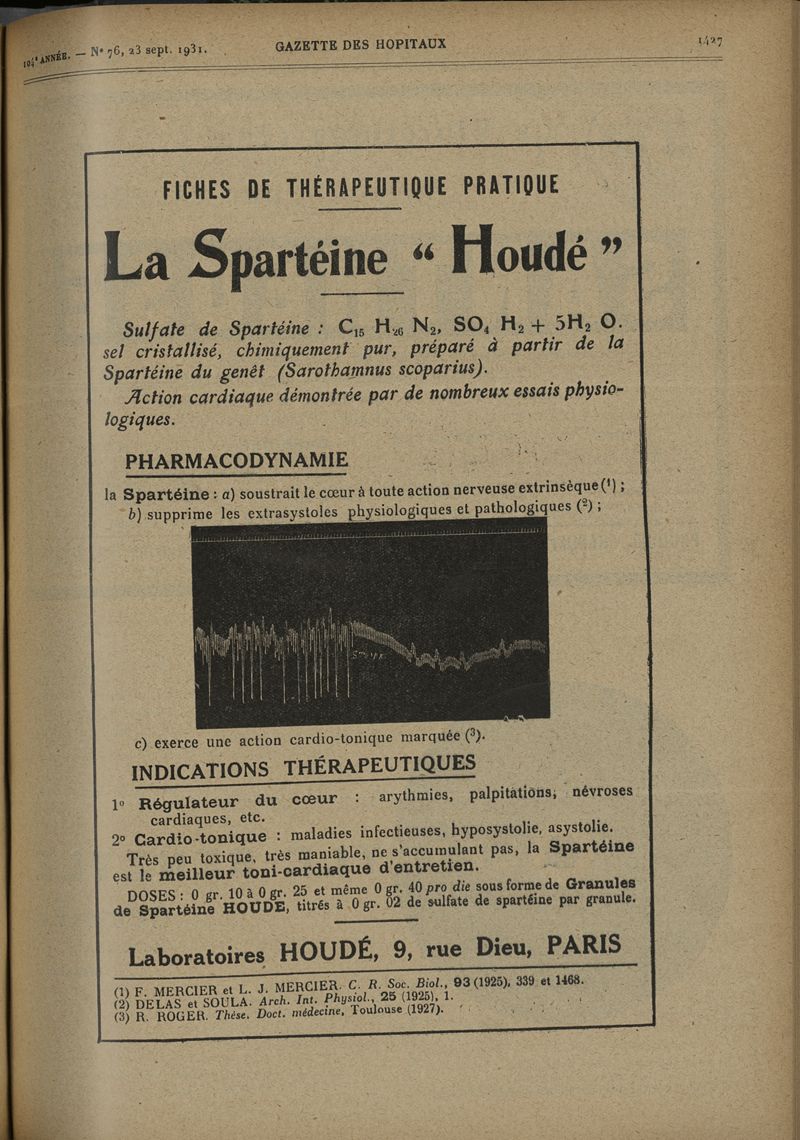 104e ANNÉE. — N° 76, 23 sept. 1931.
GAZETTE DES HOPITAUX
1427
FICHES DE THÉRAPEUTIQUE PRATIQUE
La Spartéine “ Houdé ”
Sulfate de Spartéine : C15 H26 N2, SO4 H2 + 5H2 O.
sel cristallisé, chimiquement pur, préparé à partir de la
Spartéine du genêt (Sarothamnus scoparius).
Action cardiaque démontrée par de nombreux essais physio-
logiques.
PHARMACODYNAMIE
la Spartéine : a) soustrait le cœur à toute action nerveuse extrinsèque (1) ;
b) supprime les extrasystoles physiologiques et pathologiques (2) ;
c) exerce une action cardio-tonique marquée (3).
INDICATIONS THÉRAPEUTIQUES
1° Régulateur du cœur : arythmies, palpitations, névroses
cardiaques, etc.
2° Cardio-tonique : maladies infectieuses, hyposystolie, asystolie.
Très peu toxique, très maniable, ne s'accumulant pas, la Spartéine
est le meilleur toni-cardiaque d'entretien.
DOSES : 0 gr. 10 à 0 gr. 25 et même 0 gr. 40 pro die sous forme de Granules
de Spartéine HOUDÉ, titrés à 0 gr. 02 de sulfate de spartéine par granule.
Laboratoires HOUDÉ, 9, rue Dieu, PARIS
(1) F. MERCIER et L. J. MERCIER. C. R. Soc. Biol., 93 (1925), 339 et 1468.
(2) DELAS et SOULA. Arch. Int. Physiol., 25 (1925), 1.
(3) R. ROGER. Thèse. Doct. médecine, Toulouse (1927).